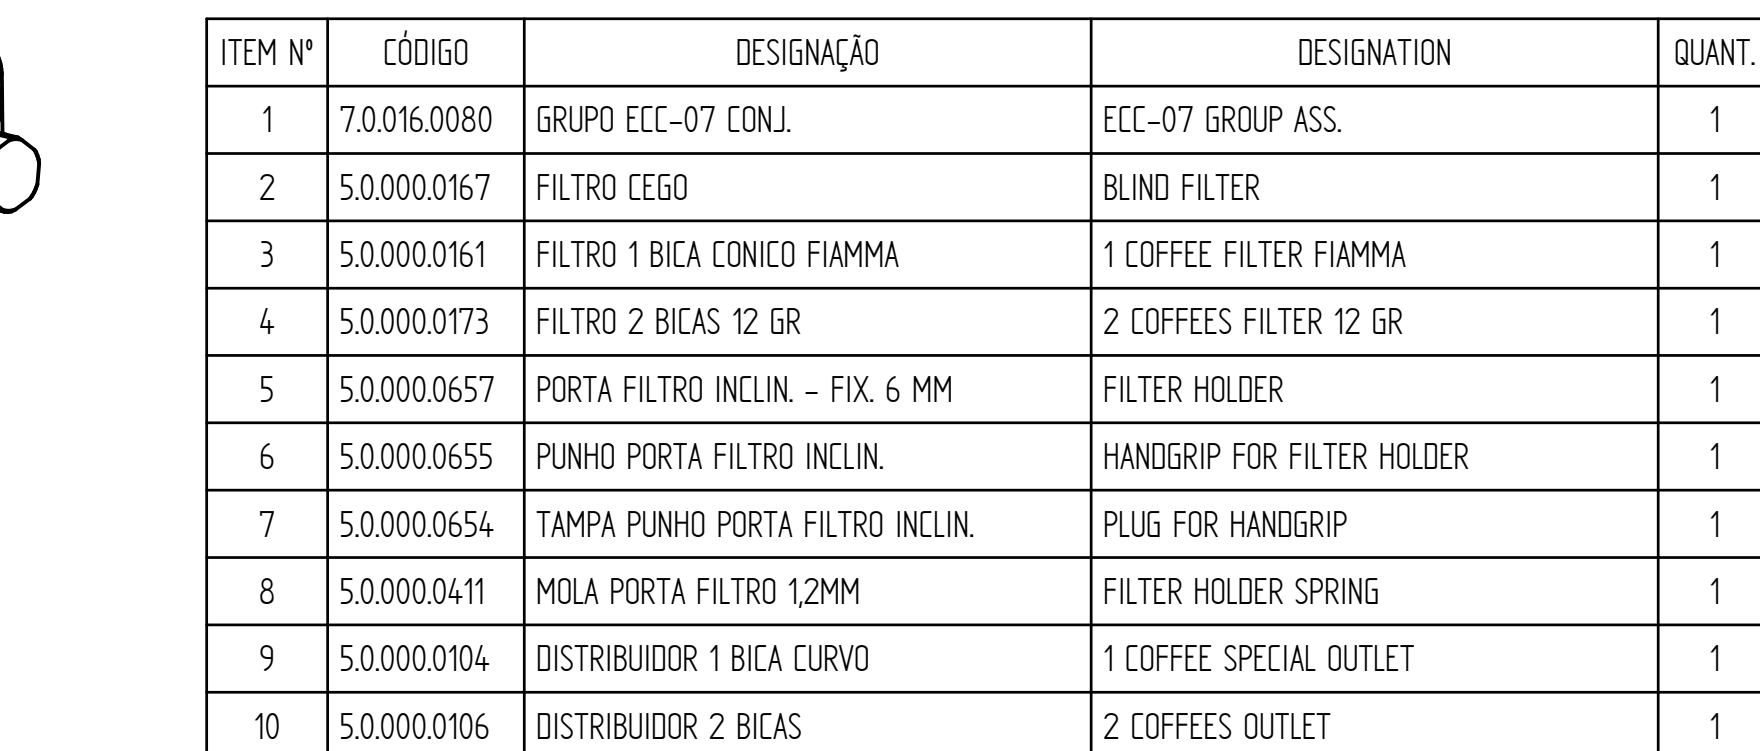 ITEM Nº CÓDIGO DESIGNAÇÃO DESIGNATION QUANT.
1 7.0.016.0080 GRUPO ECC-07 CONJ. ECC-07 GROUP ASS. 1
2 5.0.000.0167 FILTRO CEGO BLIND FILTER 1
3 5.0.000.0161 FILTRO 1 BICA CONICO FIAMMA 1 COFFEE FILTER FIAMMA 1
4 5.0.000.0173 FILTRO 2 BICAS 12 GR 2 COFFEES FILTER 12 GR 1
5 5.0.000.0657 PORTA FILTRO INCLIN. - FIX. 6 MM FILTER HOLDER 1
6 5.0.000.0655 PUNHO PORTA FILTRO INCLIN. HANDGRIP FOR FILTER HOLDER 1
7 5.0.000.0654 TAMPA PUNHO PORTA FILTRO INCLIN. PLUG FOR HANDGRIP 1
8 5.0.000.0411 MOLA PORTA FILTRO 1,2MM FILTER HOLDER SPRING 1
9 5.0.000.0104 DISTRIBUIDOR 1 BICA CURVO 1 COFFEE SPECIAL OUTLET 1
10 5.0.000.0106 DISTRIBUIDOR 2 BICAS 2 COFFEES OUTLET 1